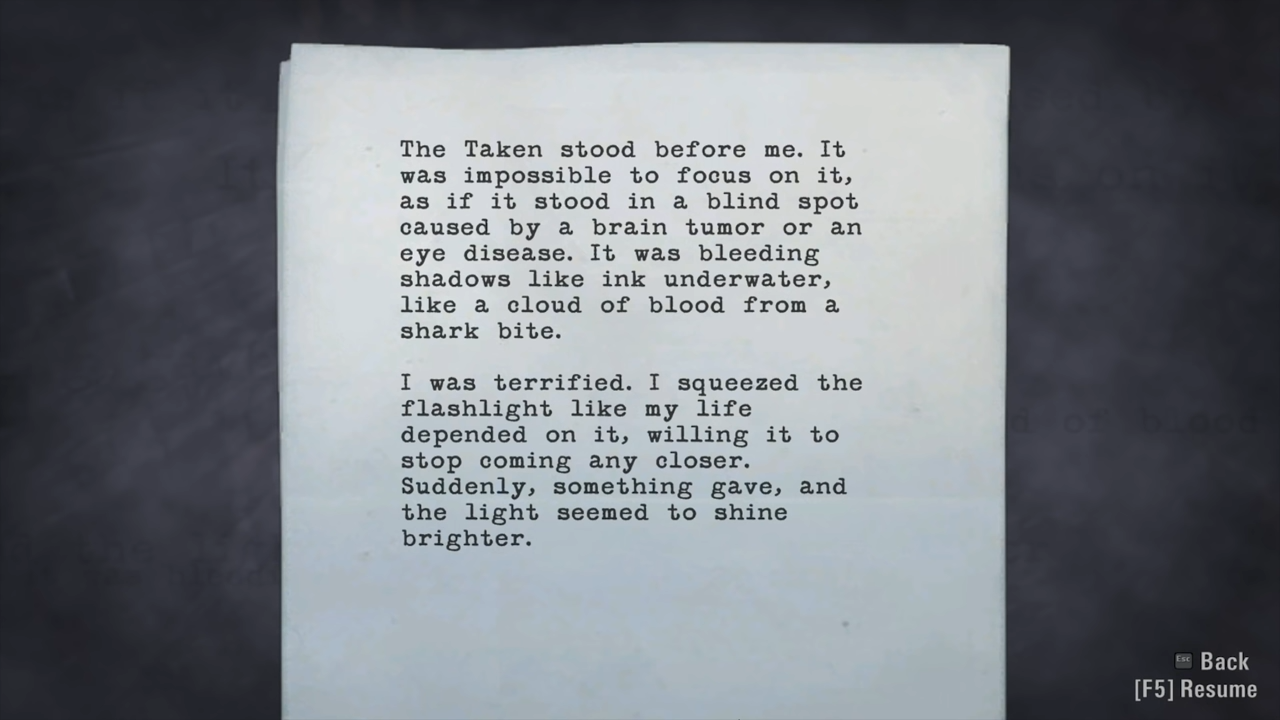 The Taken stood before me. It
was impossible to focus on it,
as if it stood in a blind spot
caused by a brain tumor or an
eye disease. It was bleeding
shadows like ink underwater,
like a cloud of blood from a
shark bite.
I was terrified. I squeezed the
flashlight like my life
depended on it, willing it to
stop coming any closer.
Suddenly, something gave, and
the light seemed to shine
brighter.
Esc Back
[F5] Resume